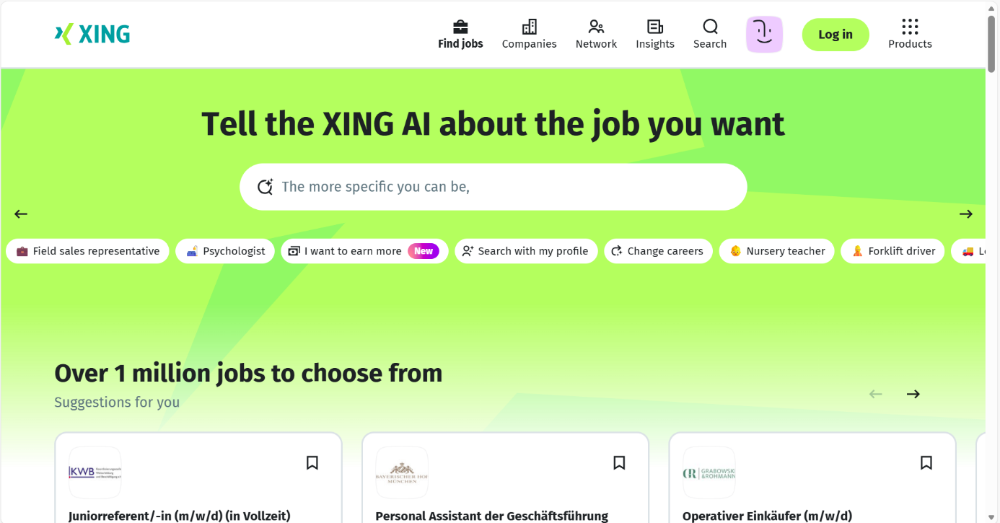 XING
Find jobs
Companies
Network
Insights
Search
Log in
Products
Tell the XING AI about the job you want
The more specific you can be,
Field sales representative
Psychologist
I want to earn more New
Search with my profile
Change careers
Nursery teacher
Forklift driver
Over 1 million jobs to choose from
Suggestions for you
KWB
BAYERISCHER HOF
MÜNCHEN
GR GRABOWSKI
&ROHMANN
Juniorreferent/-in (m/w/d) (in Vollzeit)
Personal Assistant der Geschäftsführung
Operativer Einkäufer (m/w/d)